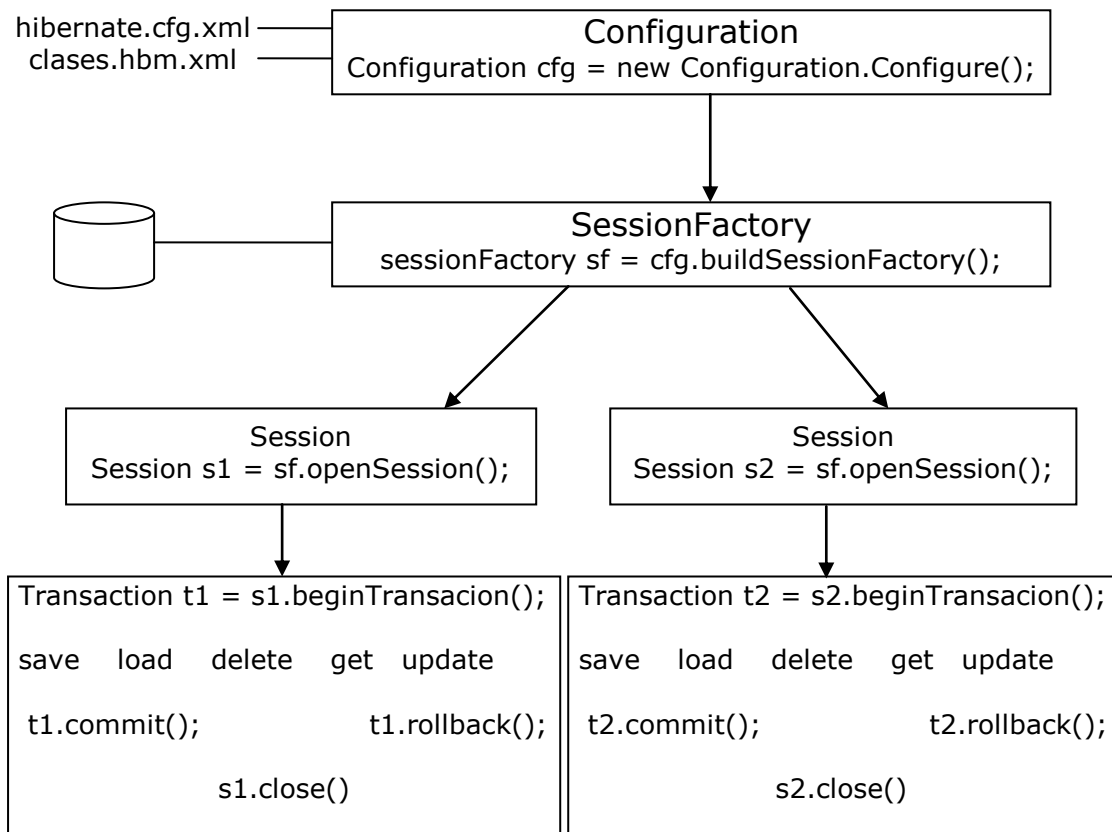 hibernate.cfg.xml
clases.hbm.xml
Configuration
Configuration cfg = new Configuration.Configure();
SessionFactory
sessionFactory sf = cfg.buildSessionFactory();
Session
Session s1 = sf.openSession();
Session
Session s2 = sf.openSession();
Transaction t1 = s1.beginTransacion();
save load delete get update
t1.commit(); t1.rollback();
s1.close()
Transaction t2 = s2.beginTransacion();
save load delete get update
t2.commit(); t2.rollback();
s2.close()